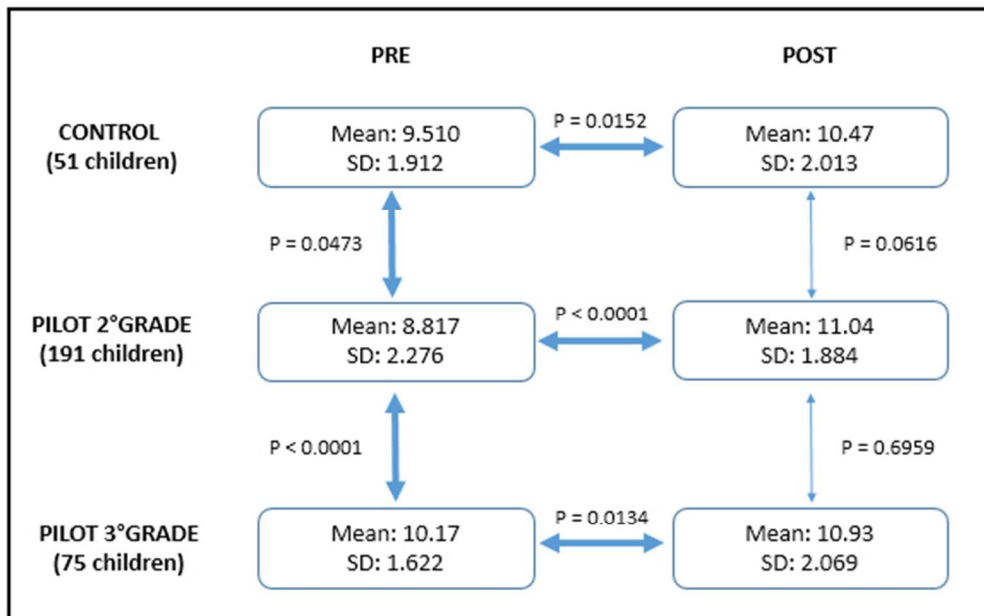 PRE
POST
CONTROL
(51 children)
Mean: 9.510
SD: 1.912
P = 0.0152
Mean: 10.47
SD: 2.013
P = 0.0473
P = 0.0616
PILOT 2°GRADE
(191 children)
Mean: 8.817
SD: 2.276
P < 0.0001
Mean: 11.04
SD: 1.884
P < 0.0001
P = 0.6959
PILOT 3°GRADE
(75 children)
Mean: 10.17
SD: 1.622
P = 0.0134
Mean: 10.93
SD: 2.069